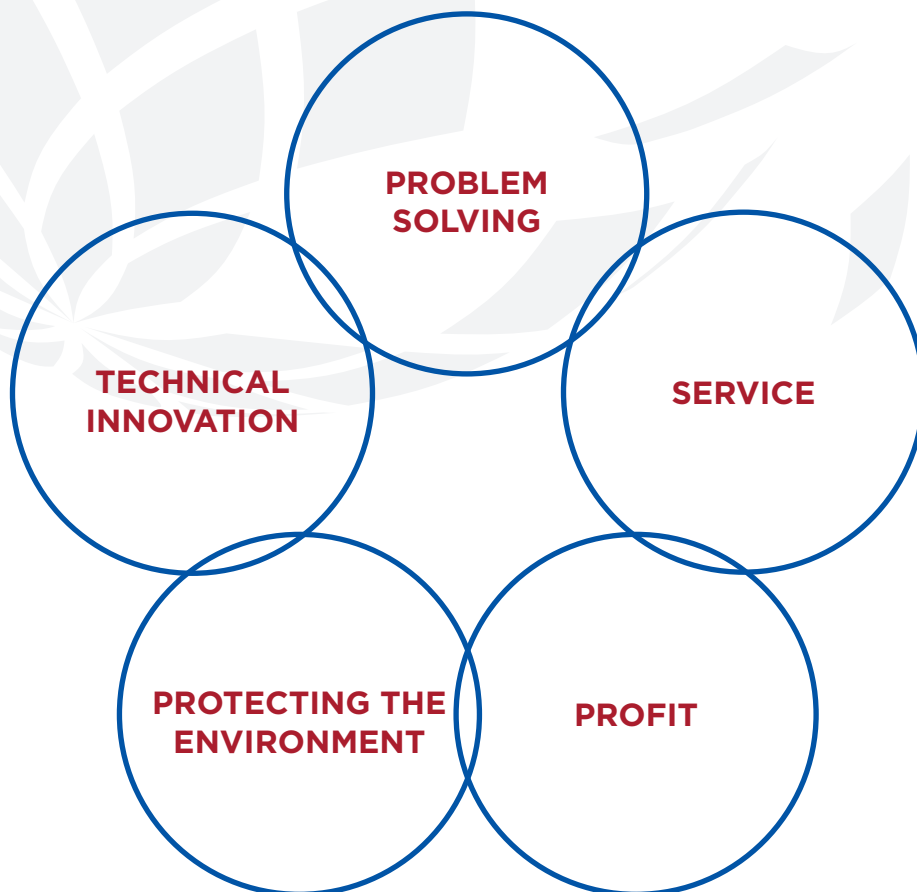 PROBLEM
SOLVING
TECHNICAL
INNOVATION
SERVICE
PROTECTING THE
ENVIRONMENT
PROFIT